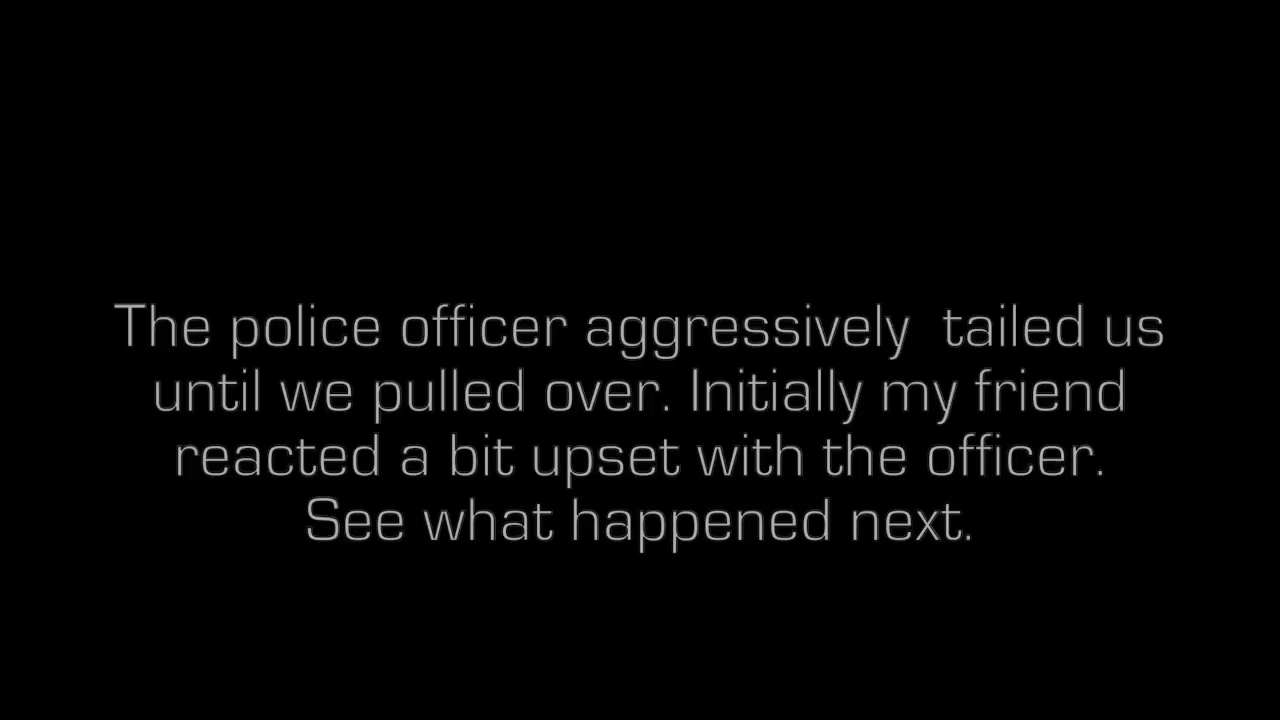 The police officer aggressively  tailed us
until we pulled over. Initially my friend
reacted a bit upset with the officer.
See what happened next.